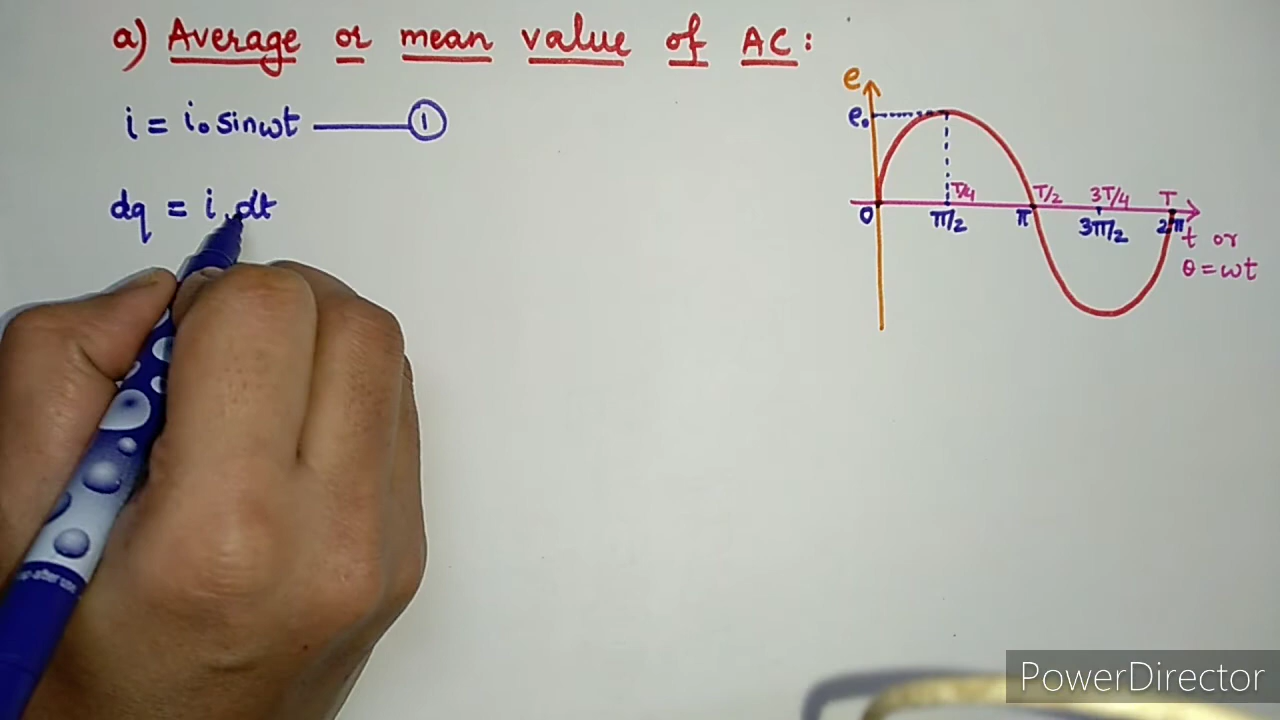 a) Average or mean value of AC:
i = i₀ sinωt ——— ①
dq = i.dt
e
e₀
T/4 T/2 3T/4 T
0 π/2 π 3π/2 2π
t or
θ = ωt
PowerDirector